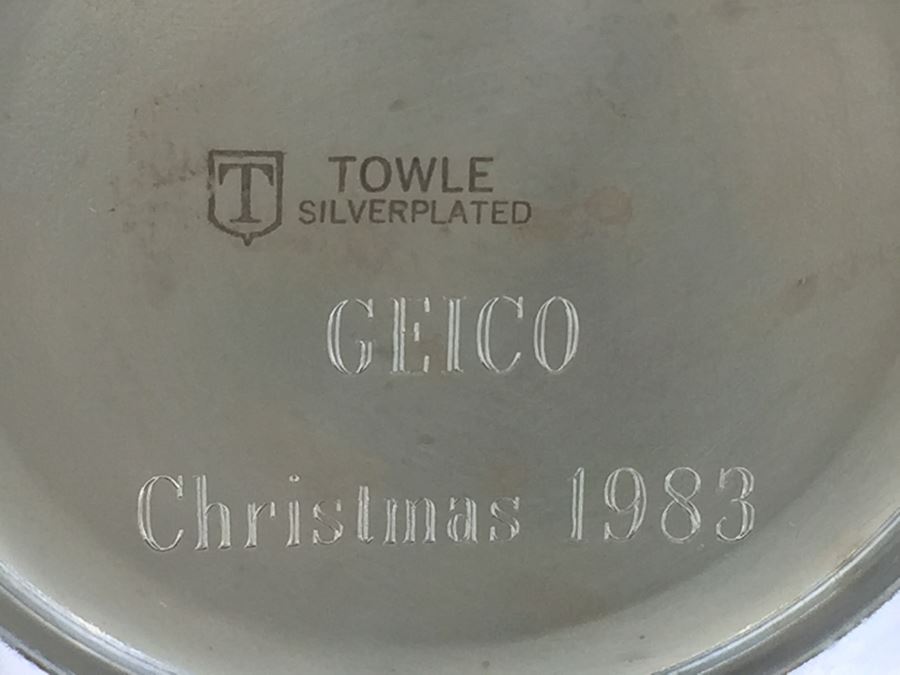 T
TOWLE
SILVERPLATED
GEICO
Christmas 1983